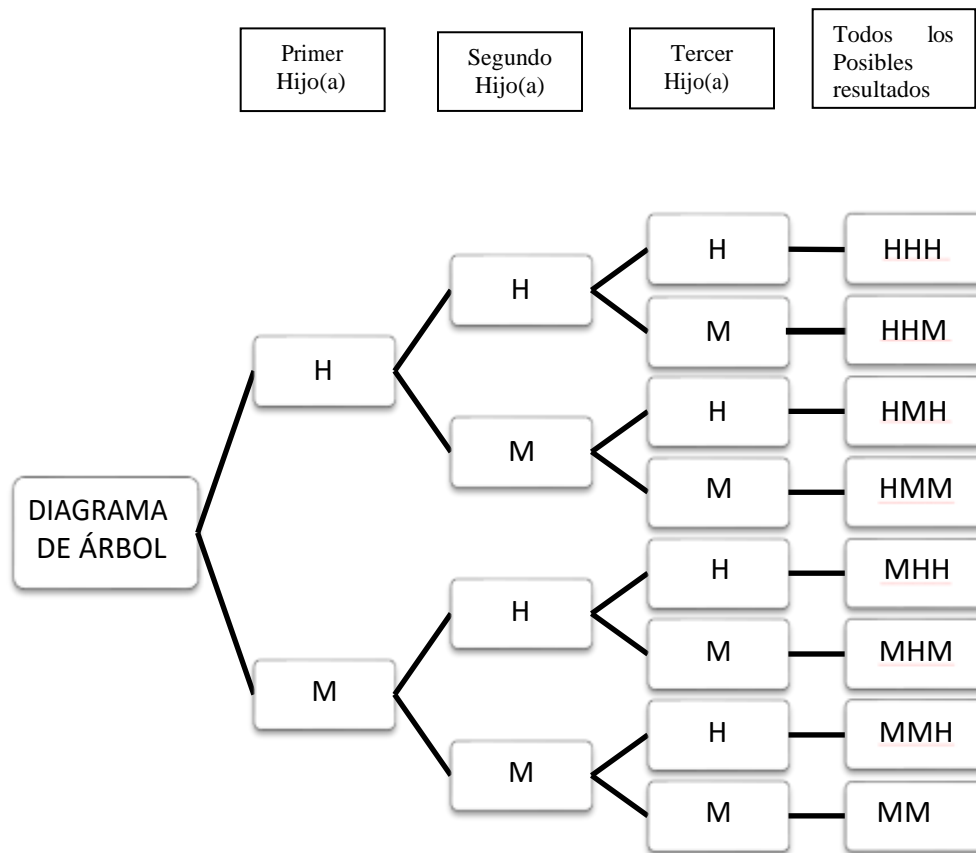 Primer
Hijo(a)
Segundo
Hijo(a)
Tercer
Hijo(a)
Todos los
Posibles
resultados
DIAGRAMA
DE ÁRBOL
H
M
H
M
H
M
H
M
H
M
H
M
H
M
HHH
HHM
HMH
HMM
MHH
MHM
MMH
MM